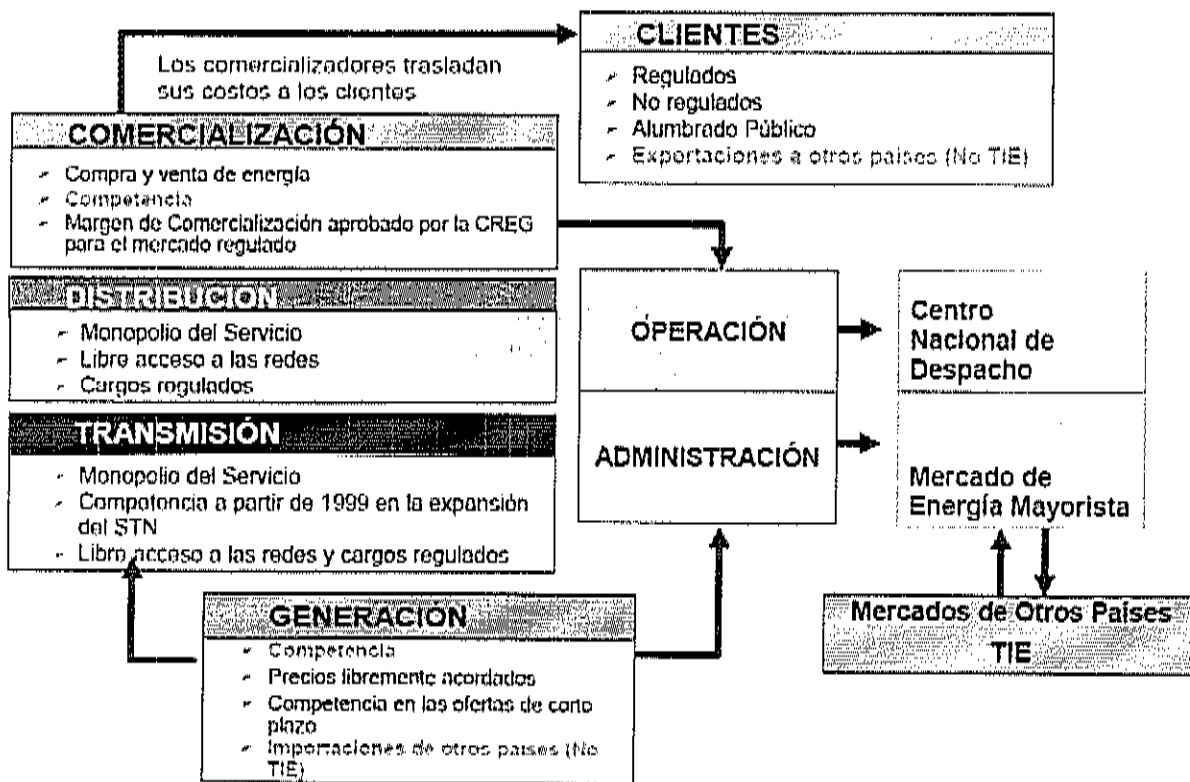 CLIENTES
Regulados
No regulados
Alumbrado Público
Exportaciones a otros países (No TIE)
Los comercializadores trasladan
sus costos a los clientes
COMERCIALIZACIÓN
Compra y venta de energía
Competencia
Margen de Comercialización aprobado por la CREG
para el mercado regulado
DISTRIBUCION
Monopolio del Servicio
Libre acceso a las redes
Cargos regulados
TRANSMISIÓN
Monopolio del Servicio
Competencia a partir de 1999 en la expansión
del STN
Libre acceso a las redes y cargos regulados
OPERACIÓN
ADMINISTRACIÓN
Centro
Nacional de
Despacho
Mercado de
Energía Mayorista
Mercados de Otros Países
TIE
GENERACIÓN
Competencia
Precios libremente acordados
Competencia en las ofertas de corto
plazo
Importaciones de otros países (No
TIE)